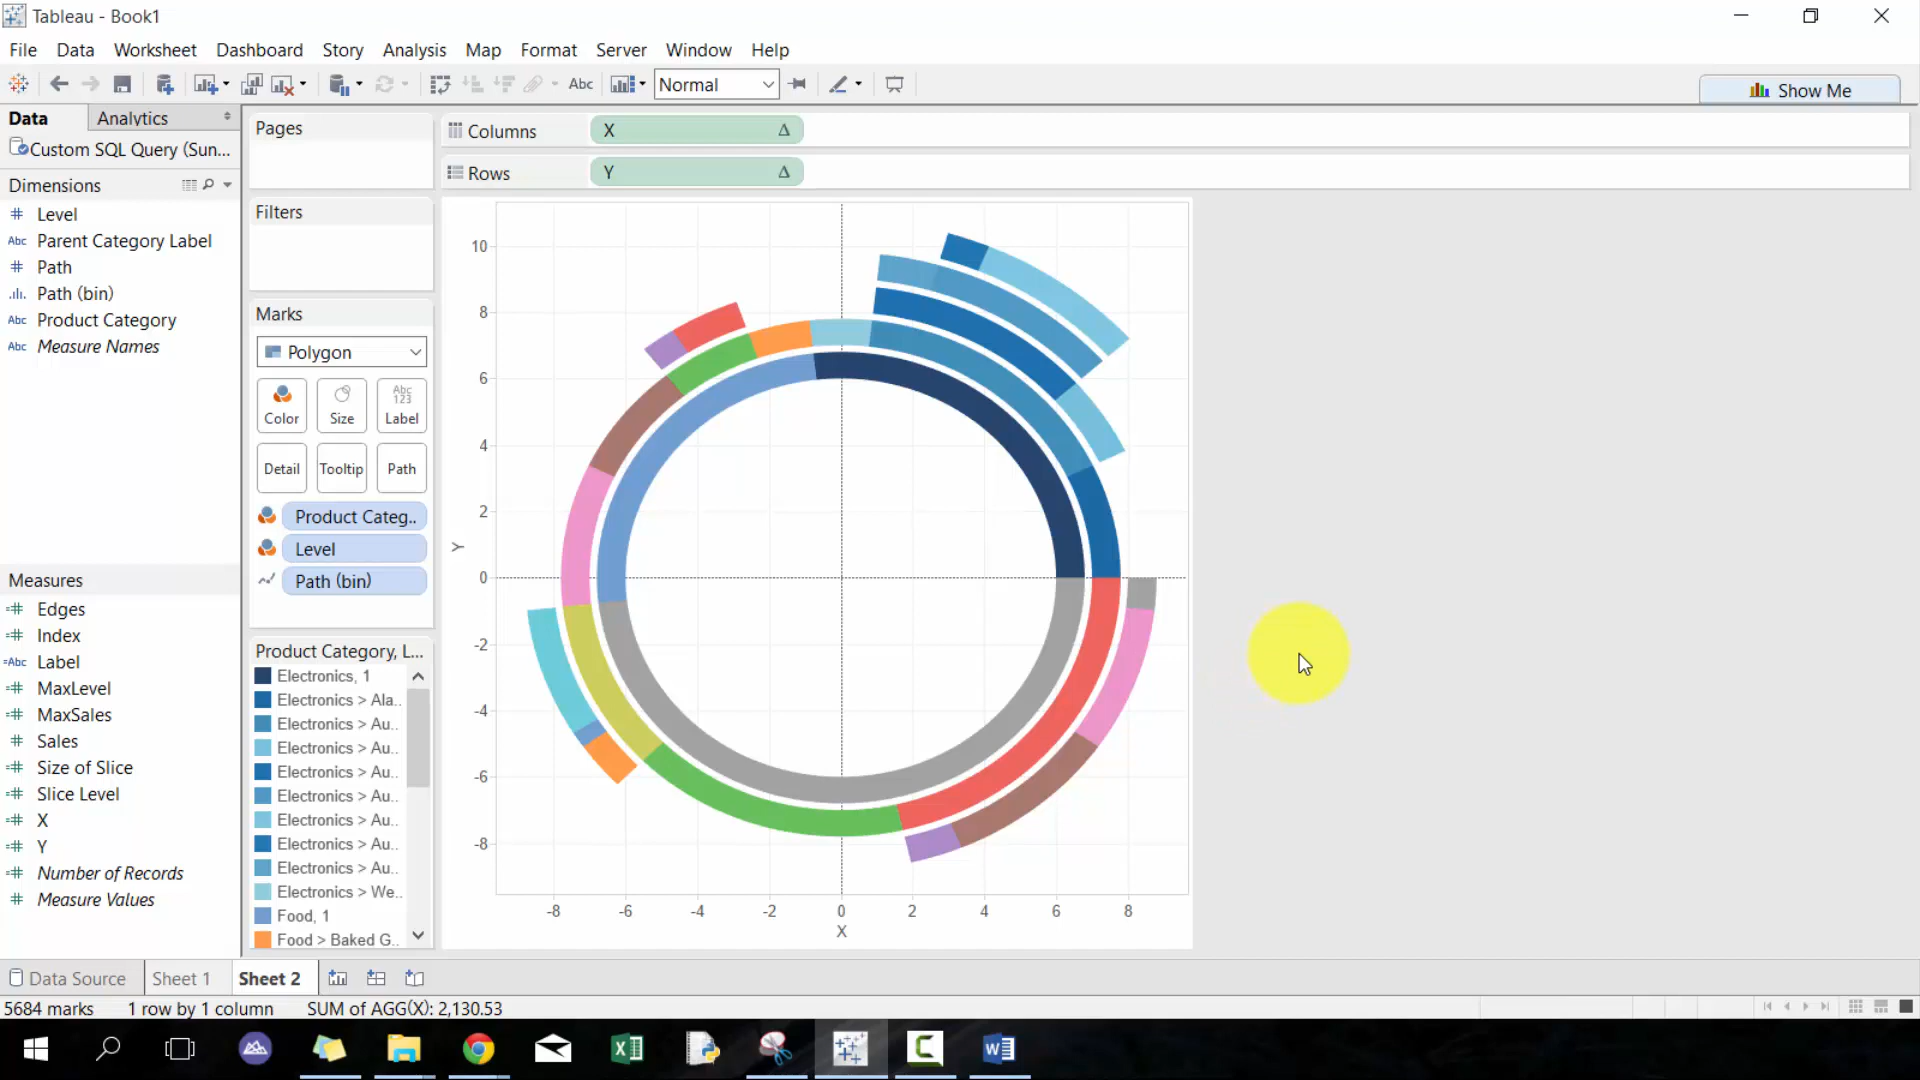 Tableau - Book1
File Data Worksheet Dashboard Story Analysis Map Format Server Window Help
Abc Normal Show Me
Data Analytics
Custom SQL Query (Sun...
Dimensions
Level
Abc Parent Category Label
Path
Path (bin)
Abc Product Category
Abc Measure Names
Measures
Edges
Index
=Abc Label
MaxLevel
MaxSales
Sales
Size of Slice
Slice Level
X
Y
Number of Records
Measure Values
Pages
Filters
Marks
Polygon
Color Size Abc 123 Label
Detail Tooltip Path
Product Categ..
Level
Path (bin)
Product Category, L...
Electronics, 1
Electronics > Ala..
Electronics > Au..
Electronics > Au..
Electronics > Au..
Electronics > Au..
Electronics > Au..
Electronics > Au..
Electronics > Au..
Electronics > We..
Food, 1
Food > Baked G..
Columns X Δ
Rows Y Δ
10
8
6
4
2
0
-2
-4
-6
-8
Y
-8 -6 -4 -2 0 2 4 6 8
X
Data Source Sheet 1 Sheet 2
5684 marks 1 row by 1 column SUM of AGG(X): 2,130.53